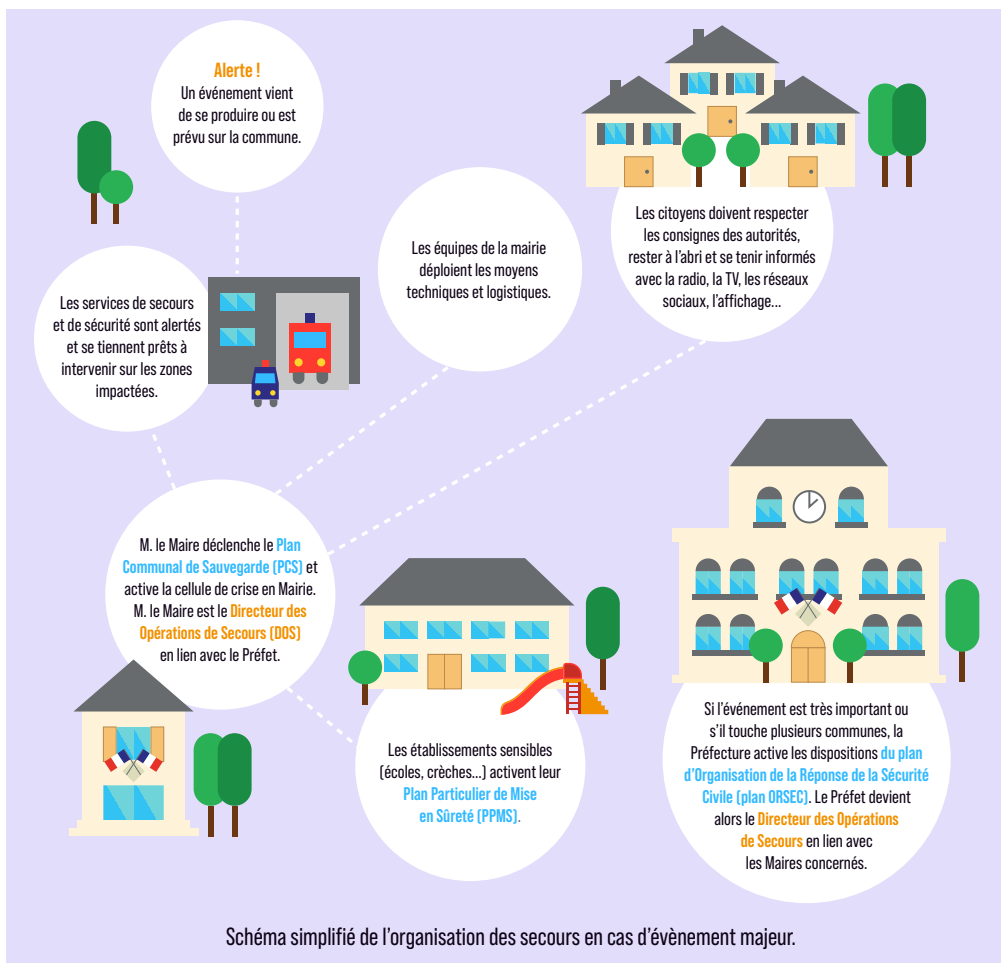 Alerte !
Un événement vient
de se produire ou est
prévu sur la commune.
Les services de secours
et de sécurité sont alertés
et se tiennent prêts à
intervenir sur les zones
impactées.
Les équipes de la mairie
déploient les moyens
techniques et logistiques.
Les citoyens doivent respecter
les consignes des autorités,
rester à l'abri et se tenir informés
avec la radio, la TV, les réseaux
sociaux, l'affichage...
M. le Maire déclenche le Plan
Communal de Sauvegarde (PCS) et
active la cellule de crise en Mairie.
M. le Maire est le Directeur des
Opérations de Secours (DOS)
en lien avec le Préfet.
Les établissements sensibles
(écoles, crèches...) activent leur
Plan Particulier de Mise
en Sûreté (PPMS).
Si l'événement est très important ou
s'il touche plusieurs communes, la
Préfecture active les dispositions du plan
d'Organisation de la Réponse de la Sécurité
Civile (plan ORSEC). Le Préfet devient
alors le Directeur des Opérations
de Secours en lien avec
les Maires concernés.
Schéma simplifié de l'organisation des secours en cas d'évènement majeur.